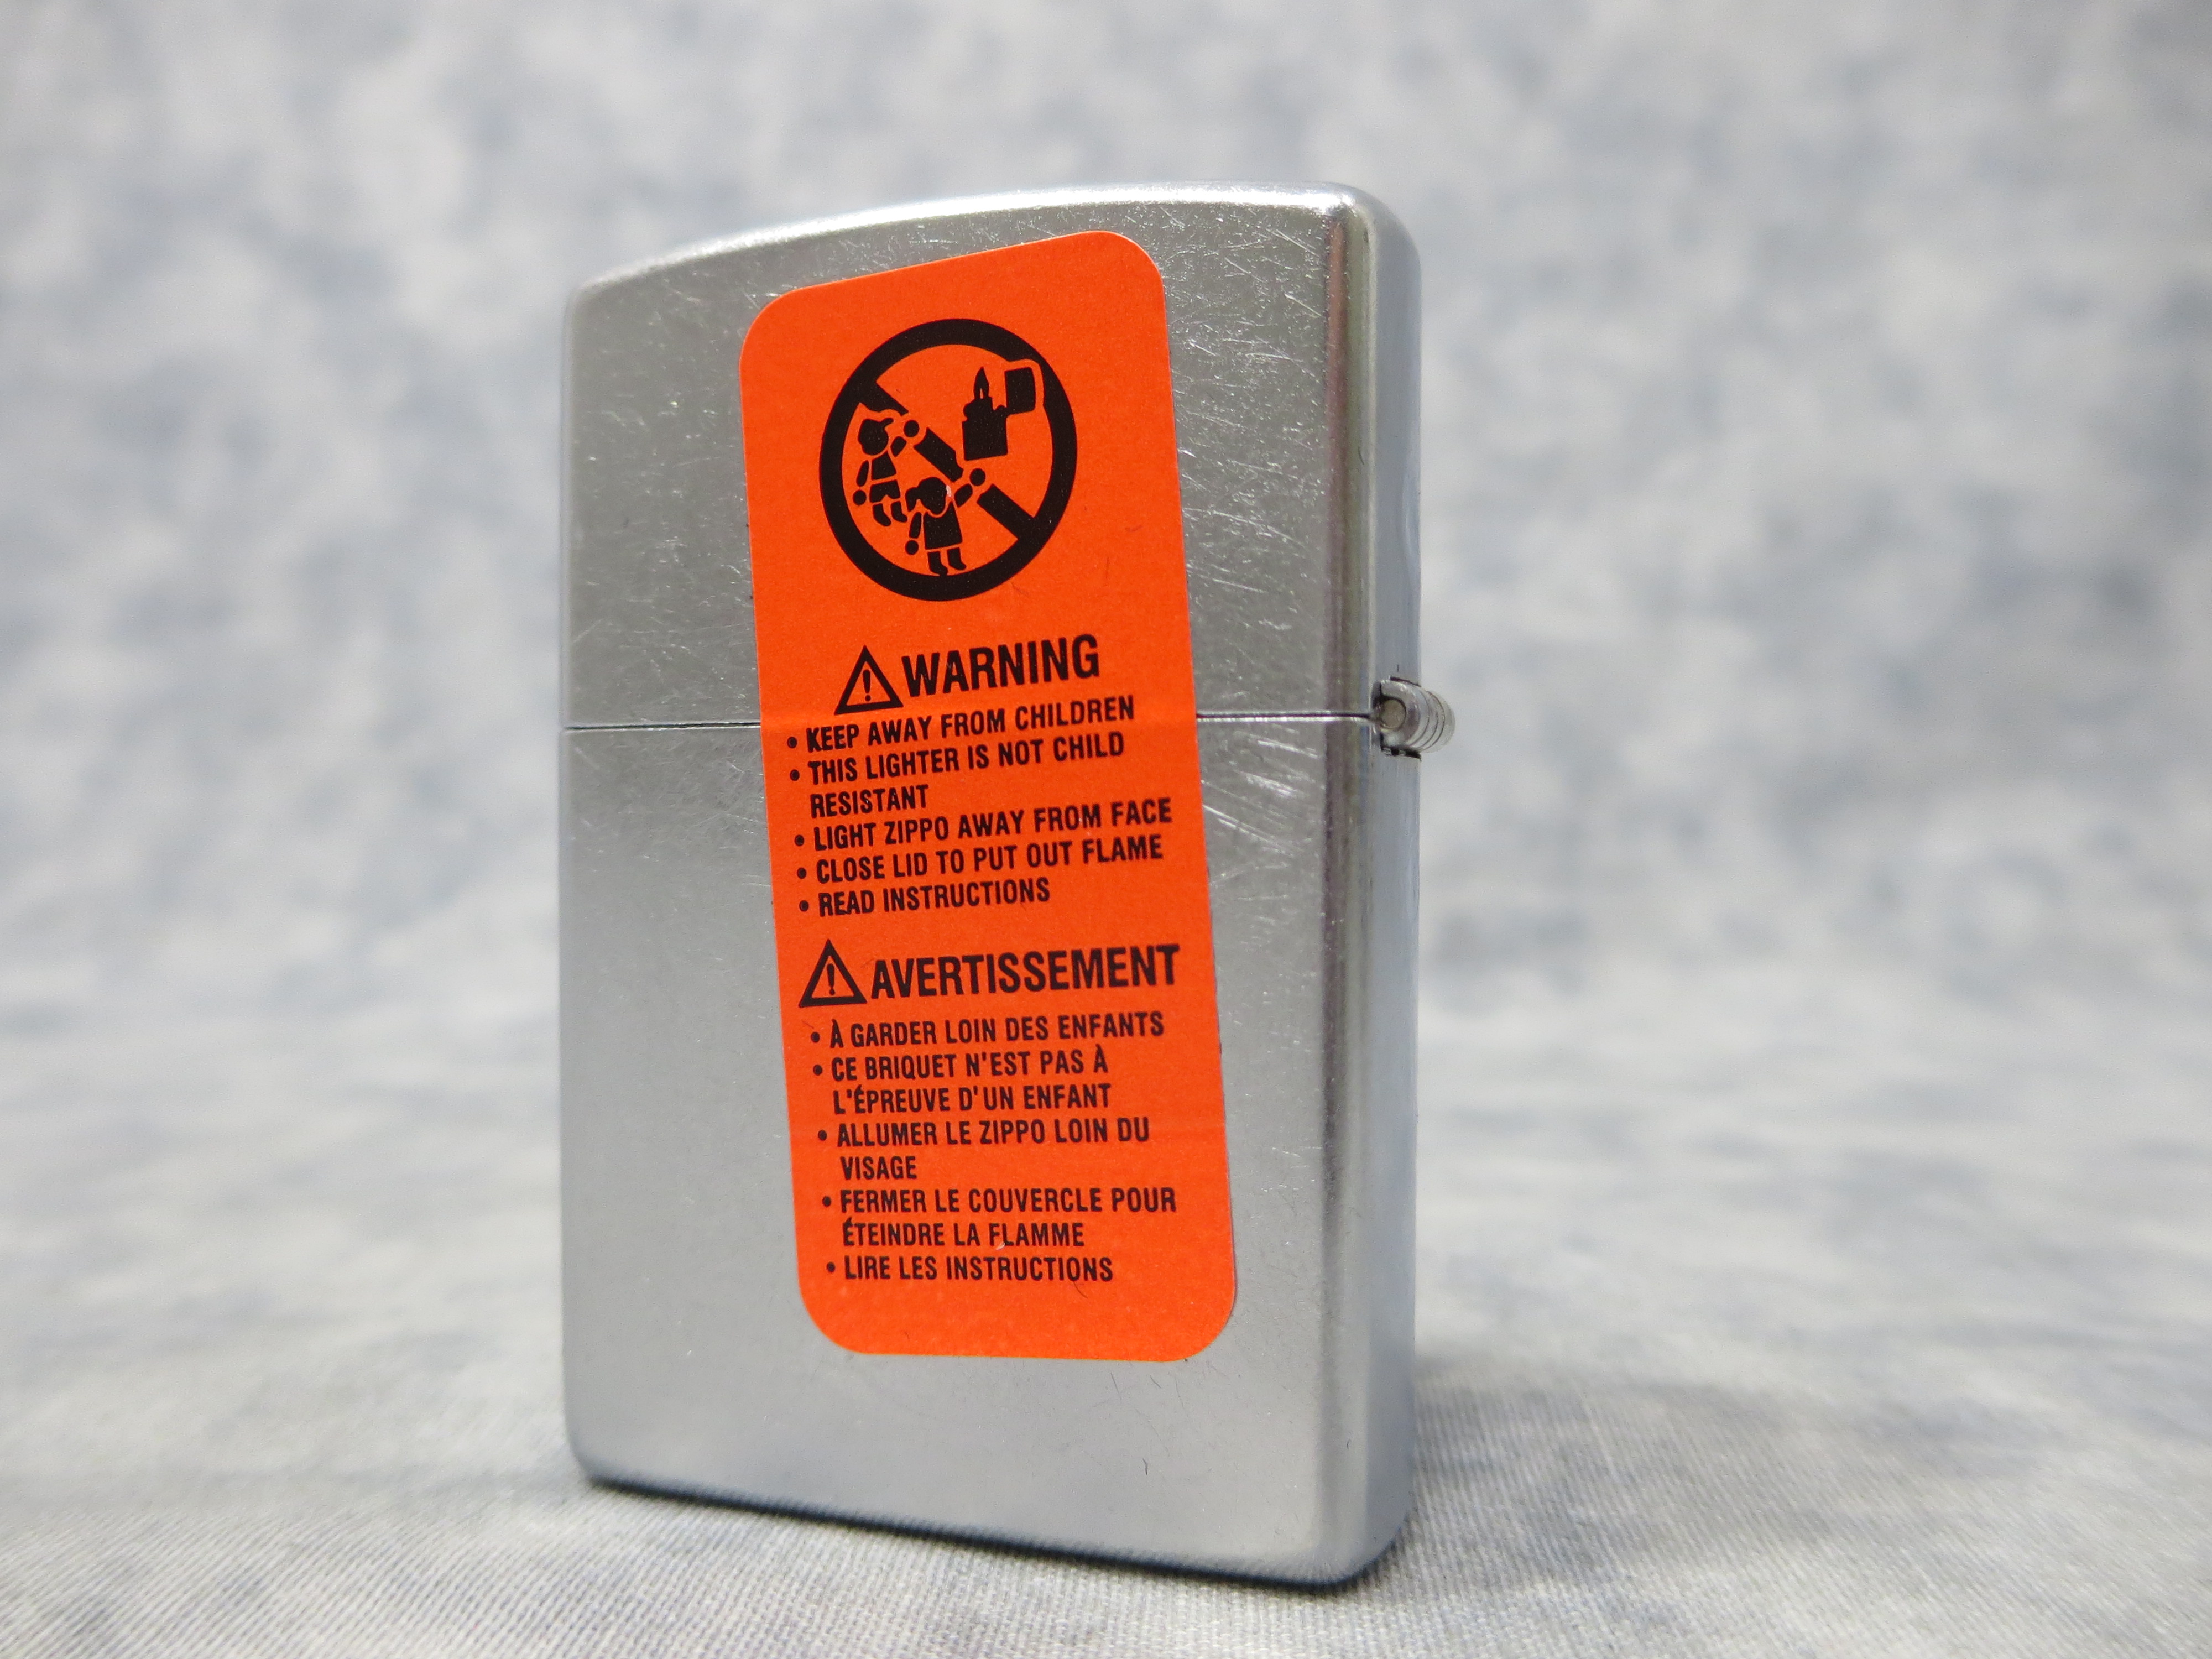 WARNING
• KEEP AWAY FROM CHILDREN
• THIS LIGHTER IS NOT CHILD
RESISTANT
• LIGHT ZIPPO AWAY FROM FACE
• CLOSE LID TO PUT OUT FLAME
• READ INSTRUCTIONS
AVERTISSEMENT
• À GARDER LOIN DES ENFANTS
• CE BRIQUET N'EST PAS À
L'ÉPREUVE D'UN ENFANT
• ALLUMER LE ZIPPO LOIN DU
VISAGE
• FERMER LE COUVERCLE POUR
ÉTEINDRE LA FLAMME
• LIRE LES INSTRUCTIONS